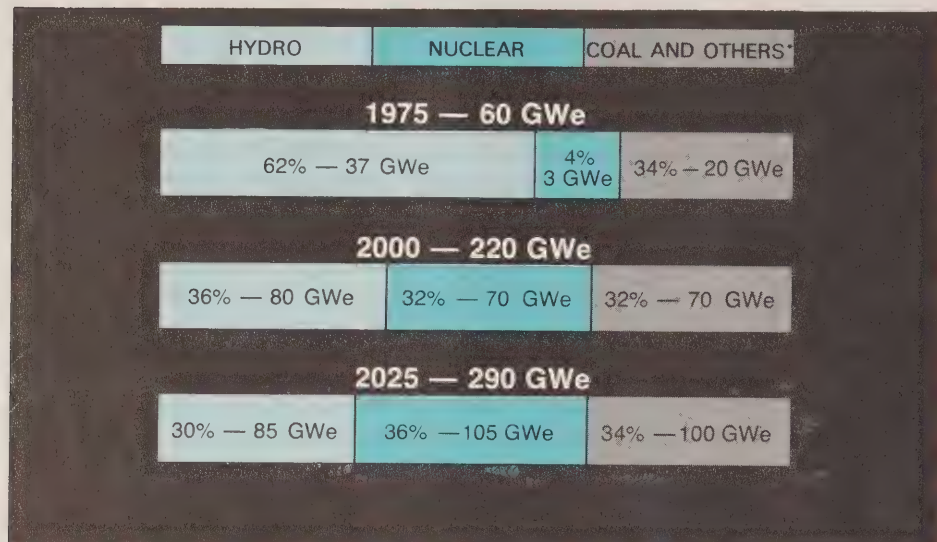 HYDRO NUCLEAR COAL AND OTHERS*
1975 — 60 GWe
62% — 37 GWe 4% 34% — 20 GWe
3 GWe
2000 — 220 GWe
36% — 80 GWe 32% — 70 GWe 32% — 70 GWe
2025 — 290 GWe
30% — 85 GWe 36% —105 GWe 34% —100 GWe